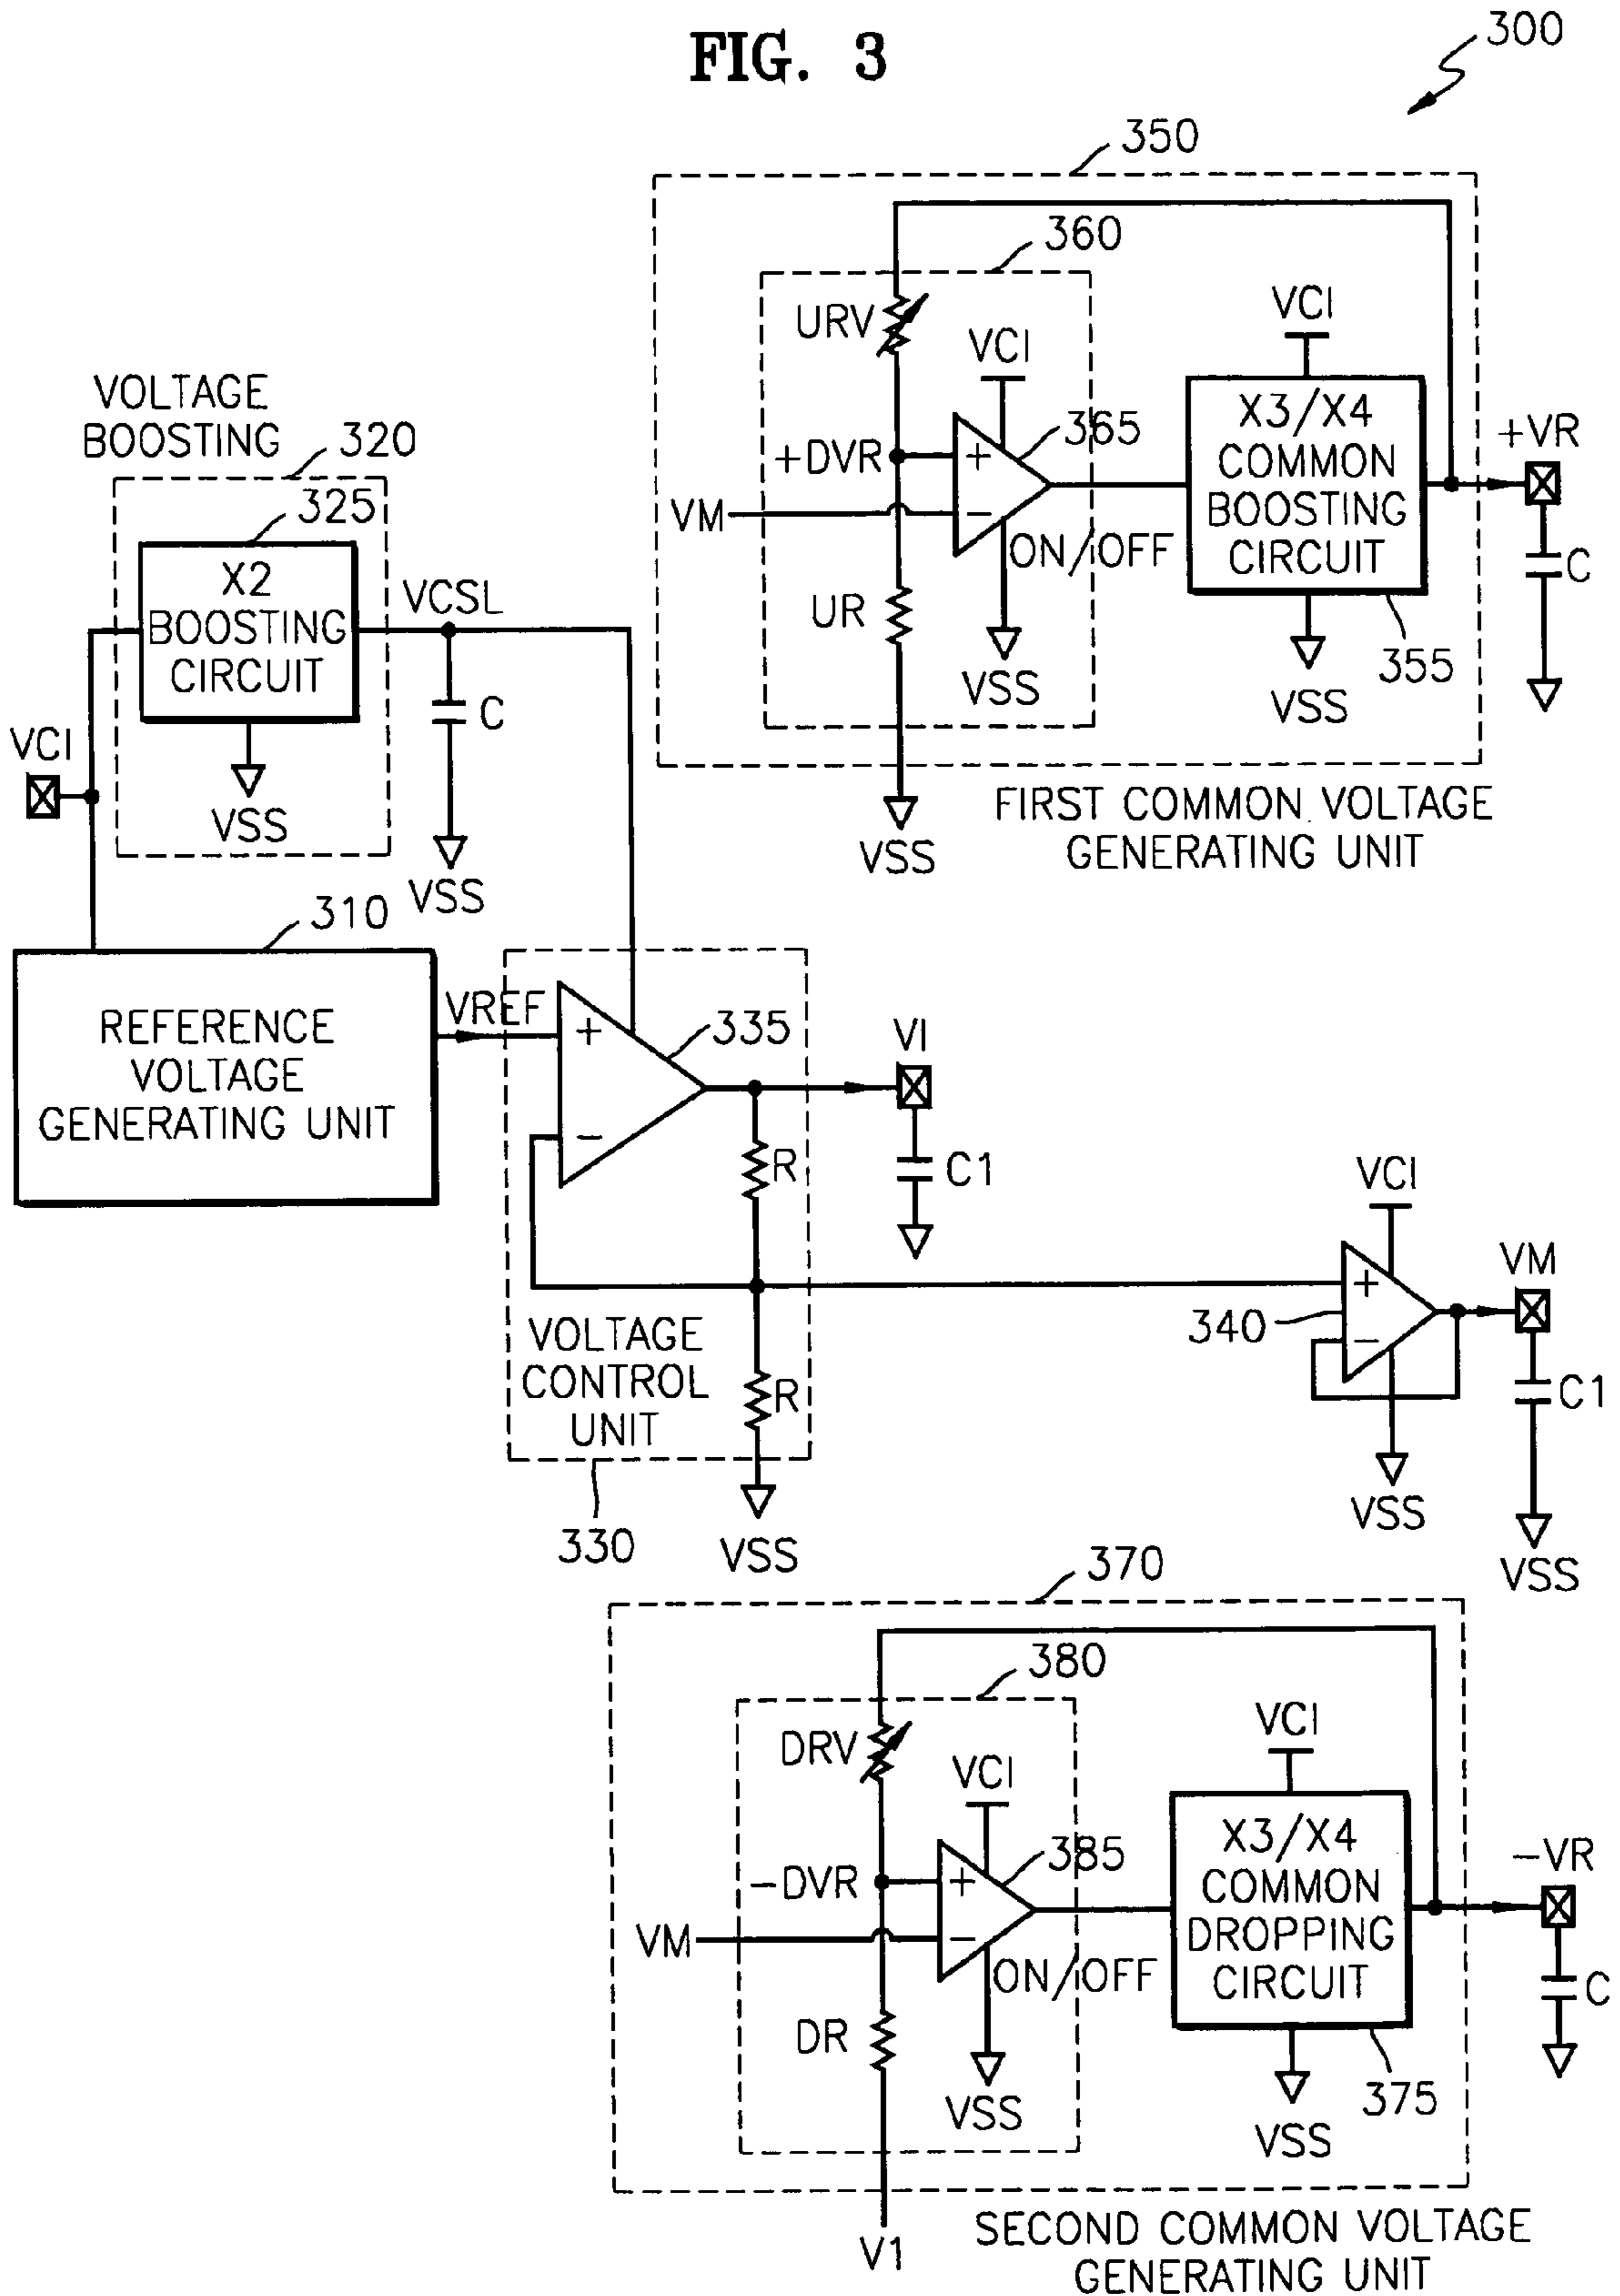 FIG. 3
300
350
360
URV
VCI
VCI
+DVR
+
365
VM
−
ON/OFF
UR
VSS
X3/X4
COMMON
BOOSTING
CIRCUIT
355
VSS
+VR
C
VSS
FIRST COMMON VOLTAGE
GENERATING UNIT
VOLTAGE
BOOSTING
320
325
X2
BOOSTING
CIRCUIT
VCSL
C
VCI
VSS
VSS
310
REFERENCE
VOLTAGE
GENERATING UNIT
VREF
+
335
−
VI
R
C1
VOLTAGE
CONTROL
UNIT
R
330
VSS
VCI
+
340
−
VM
C1
VSS
VSS
370
380
DRV
VCI
VCI
−DVR
+
385
VM
−
ON/OFF
DR
VSS
X3/X4
COMMON
DROPPING
CIRCUIT
375
VSS
−VR
C
V1
SECOND COMMON VOLTAGE
GENERATING UNIT